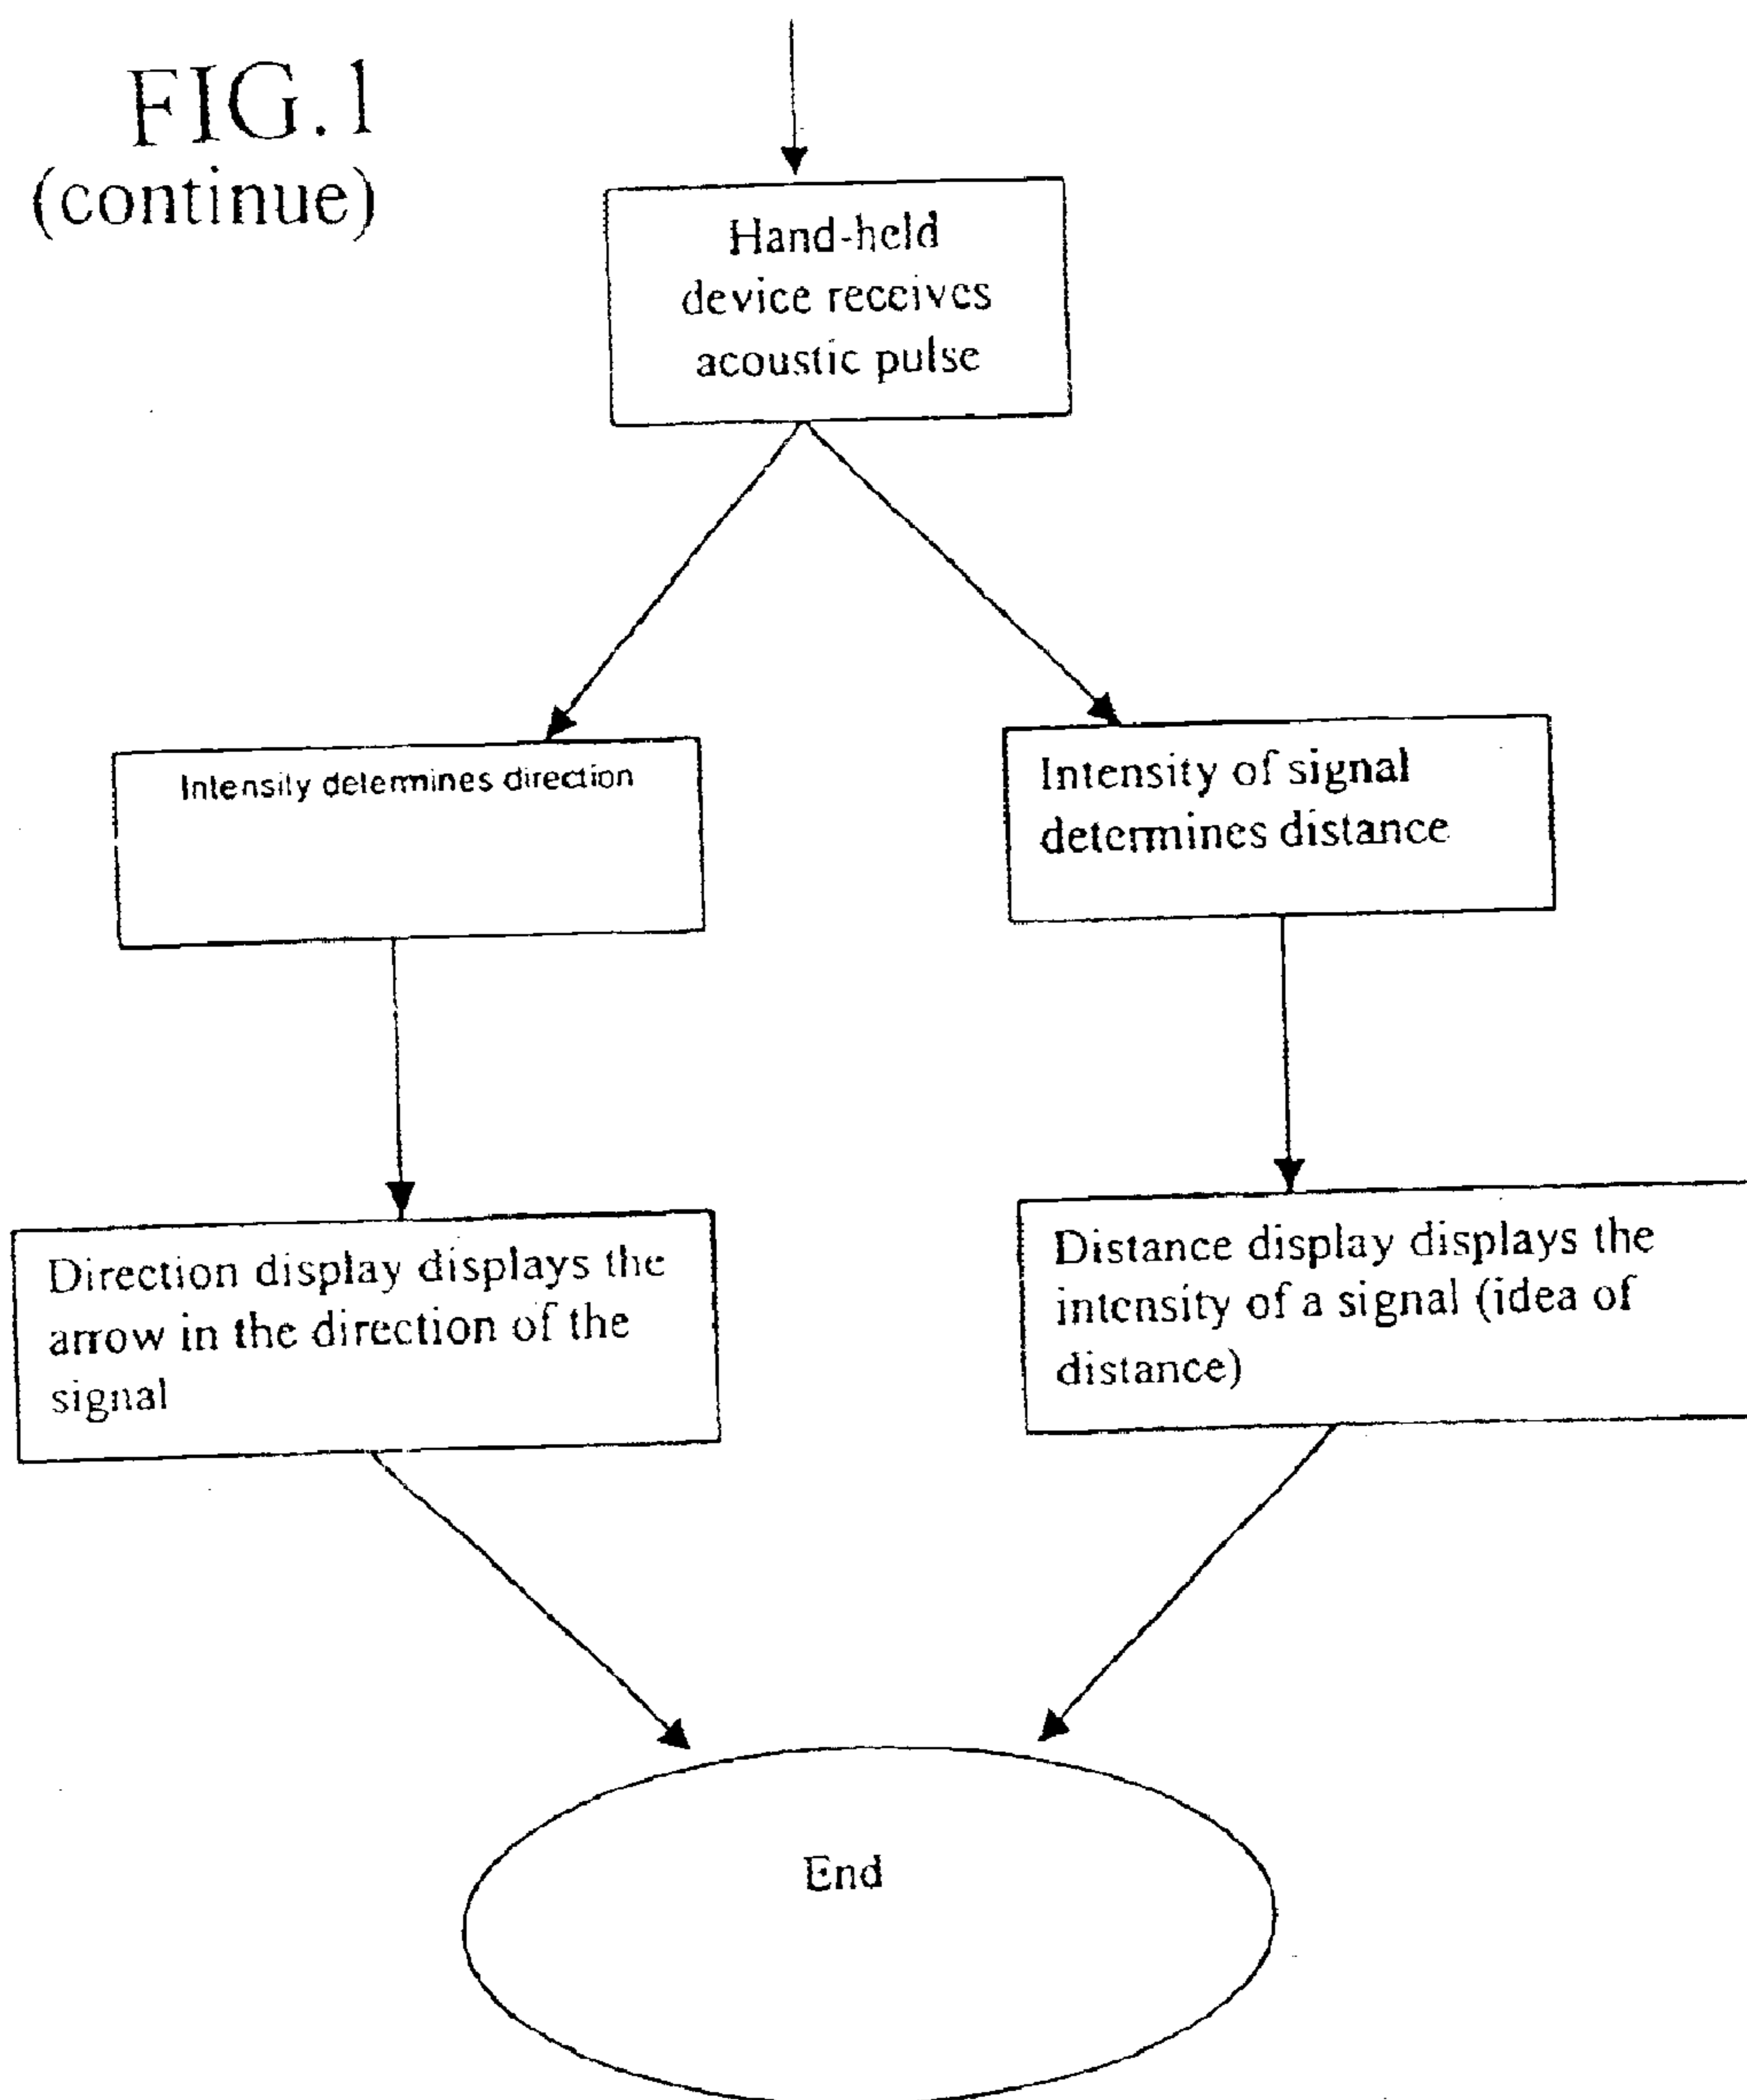 FIG.1
(continue)
Hand-held
device receives
acoustic pulse
Intensity determines direction
Intensity of signal
determines distance
Direction display displays the
arrow in the direction of the
signal
Distance display displays the
intensity of a signal (idea of
distance)
End